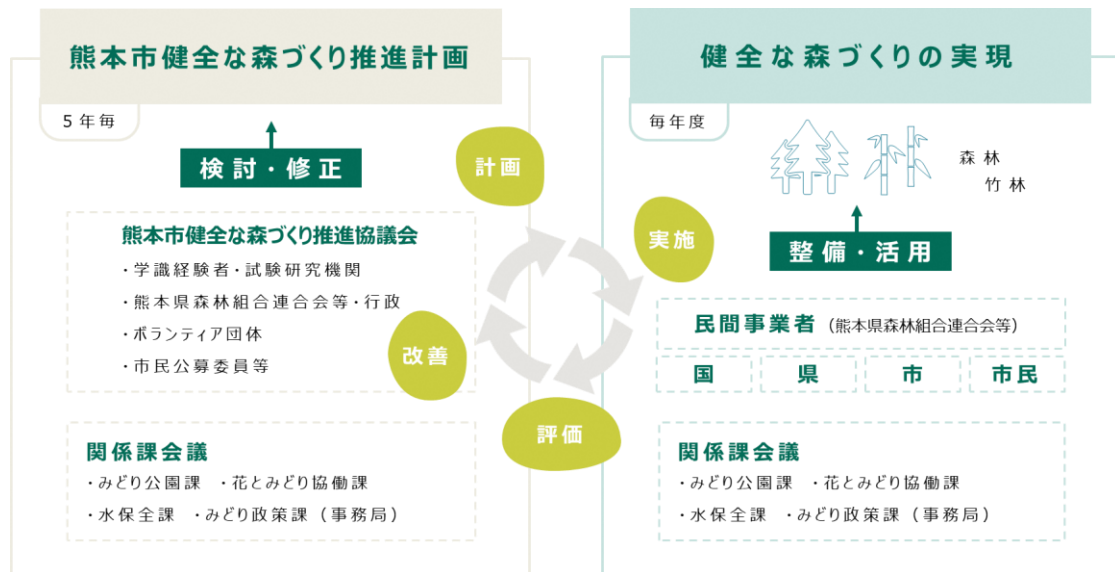 熊本市健全な森づくり推進計画
5年毎
検討・修正
熊本市健全な森づくり推進協議会
・学識経験者・試験研究機関
・熊本県森林組合連合会等・行政
・ボランティア団体
・市民公募委員等
関係課会議
・みどり公園課 ・花とみどり協働課
・水保全課 ・みどり政策課（事務局）
計画
実施
評価
改善
健全な森づくりの実現
毎年度
森林
竹林
整備・活用
民間事業者（熊本県森林組合連合会等）
国 県 市 市民
関係課会議
・みどり公園課 ・花とみどり協働課
・水保全課 ・みどり政策課（事務局）